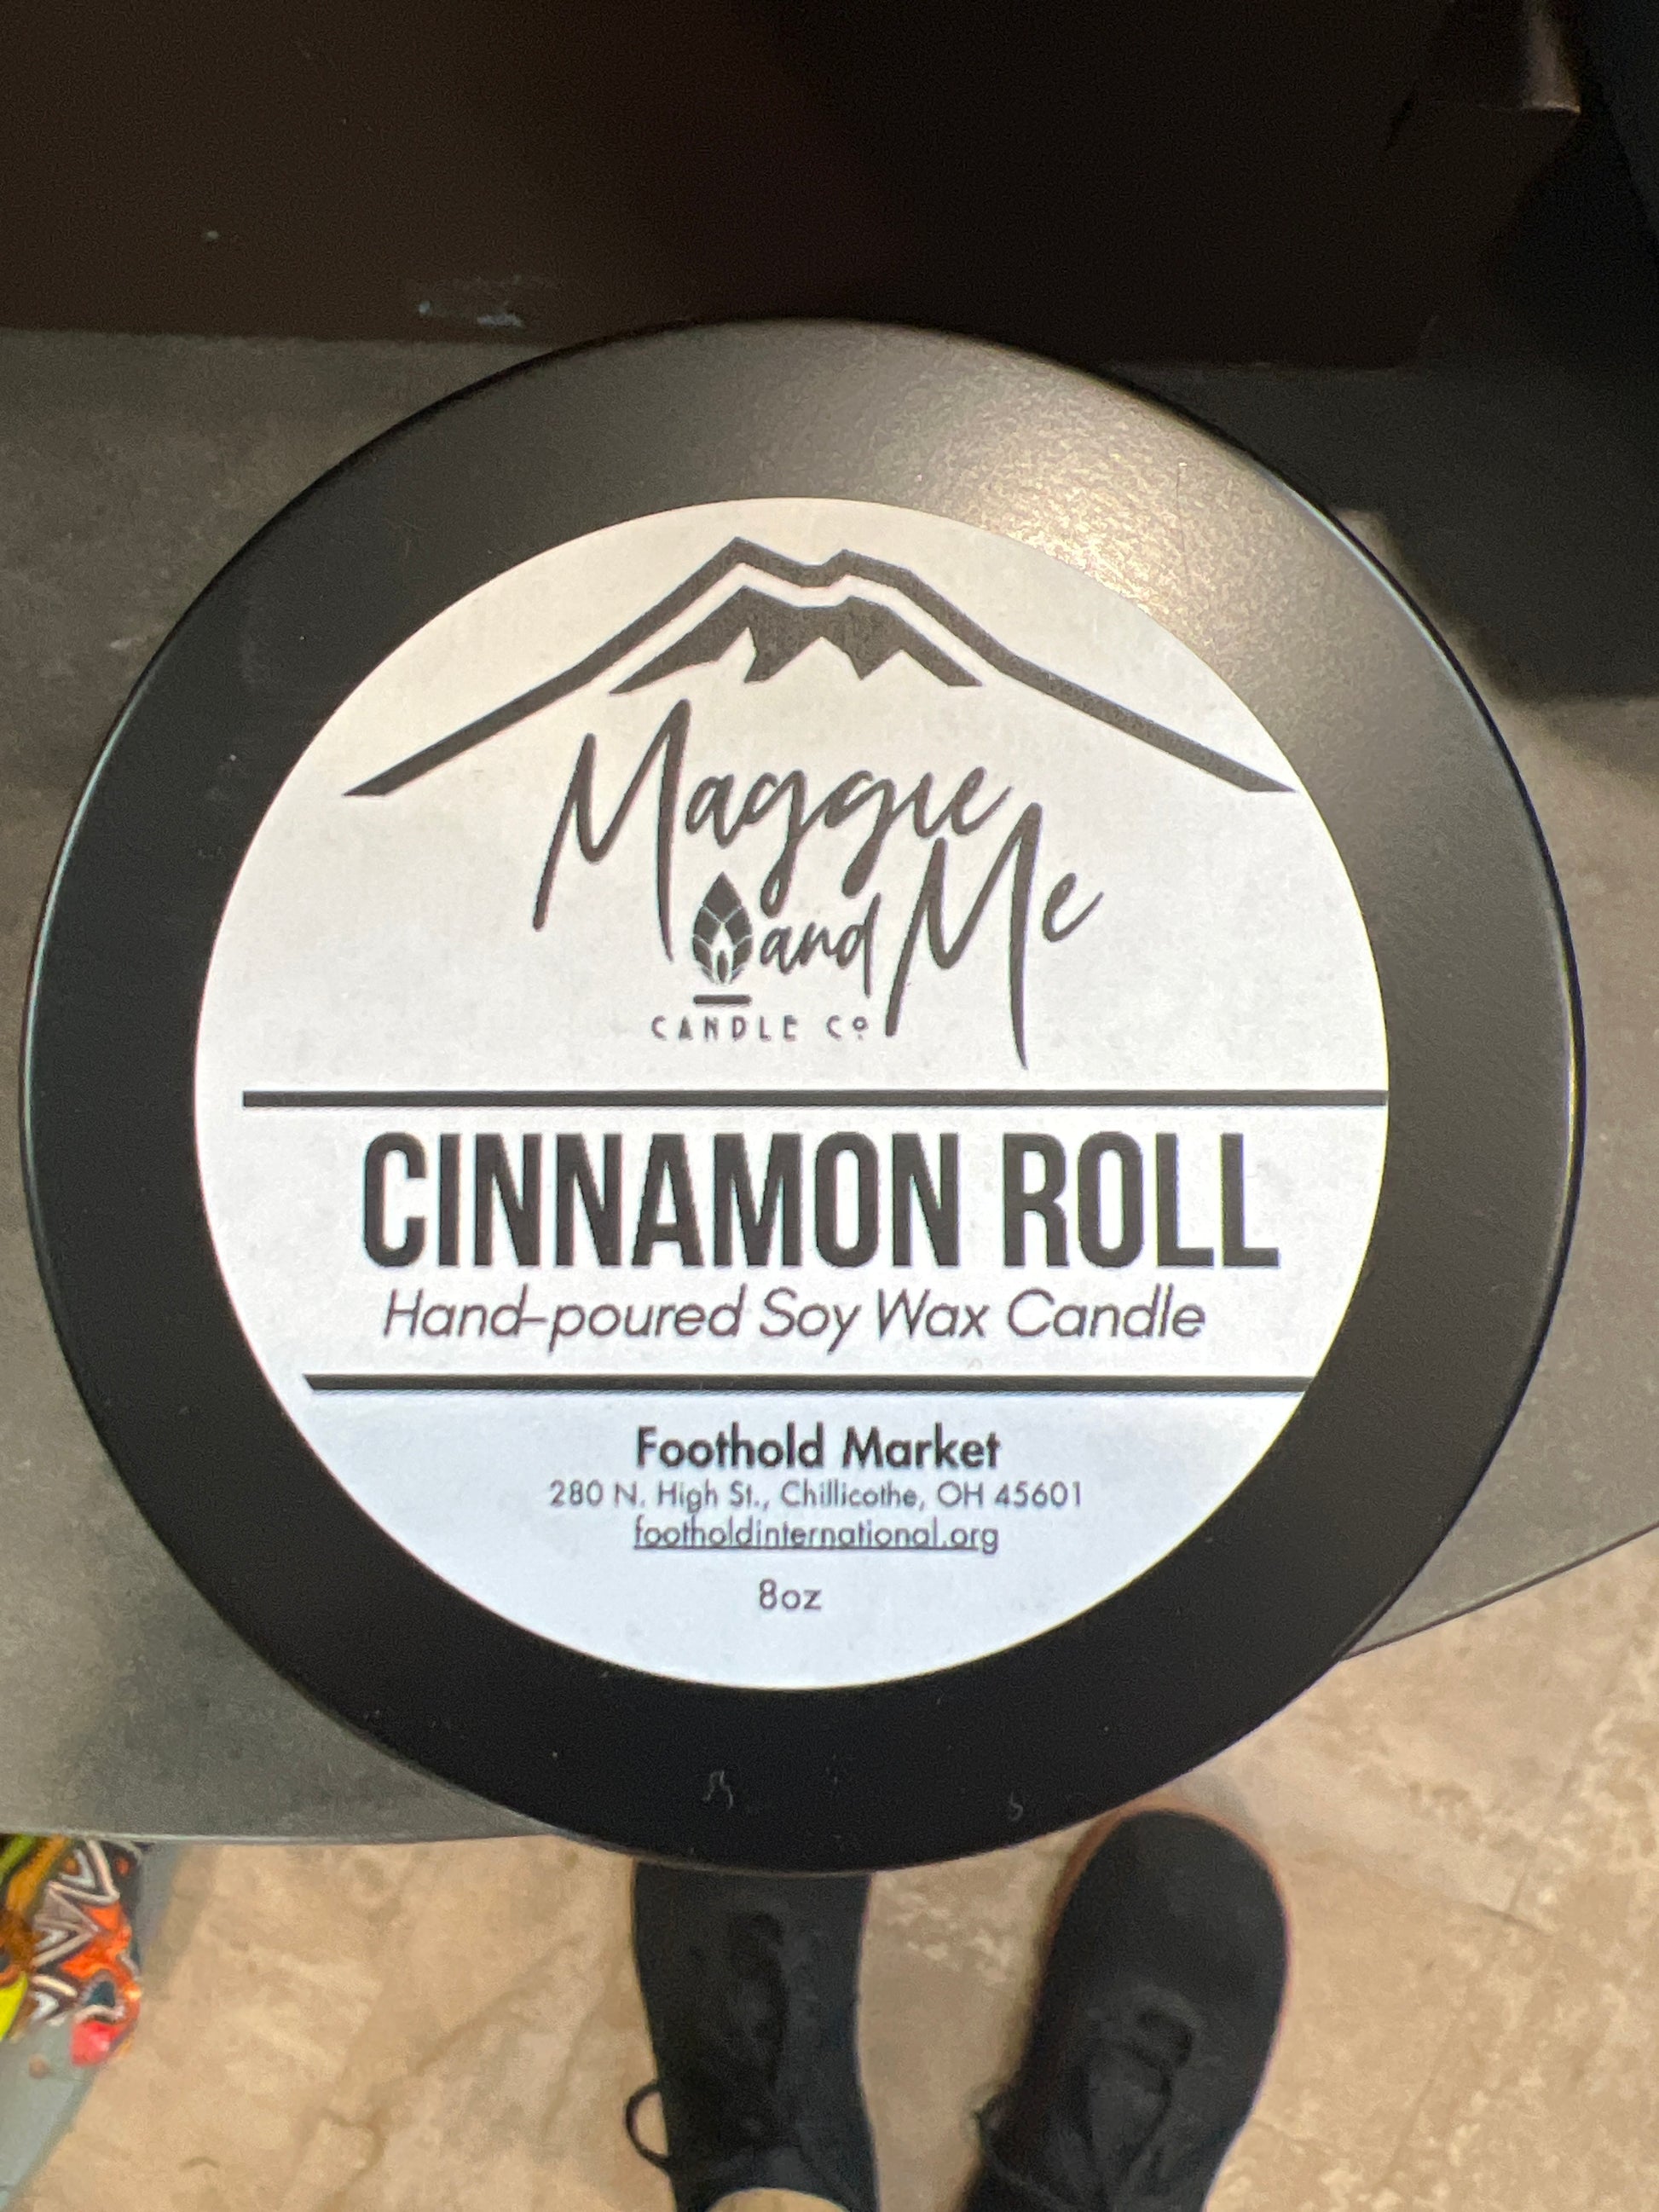 Maggie
and Me
CANDLE Co
CINNAMON ROLL
Hand-poured Soy Wax Candle
Foothold Market
280 N. High St., Chillicothe, OH 45601
footholdinternational.org
8oz